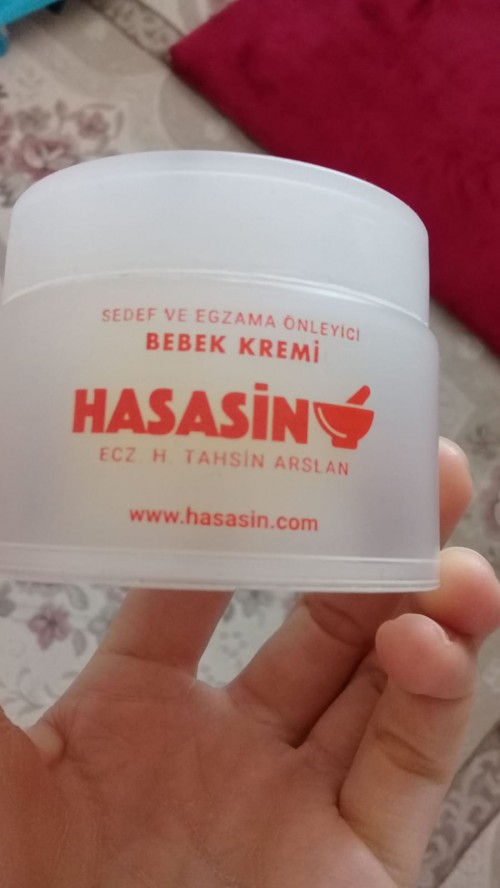 SEDEF VE EGZAMA ÖNLEYİCİ
BEBEK KREMİ
HASASİN
ECZ H. TAHSİN ARSLAN
www.hasasin.com